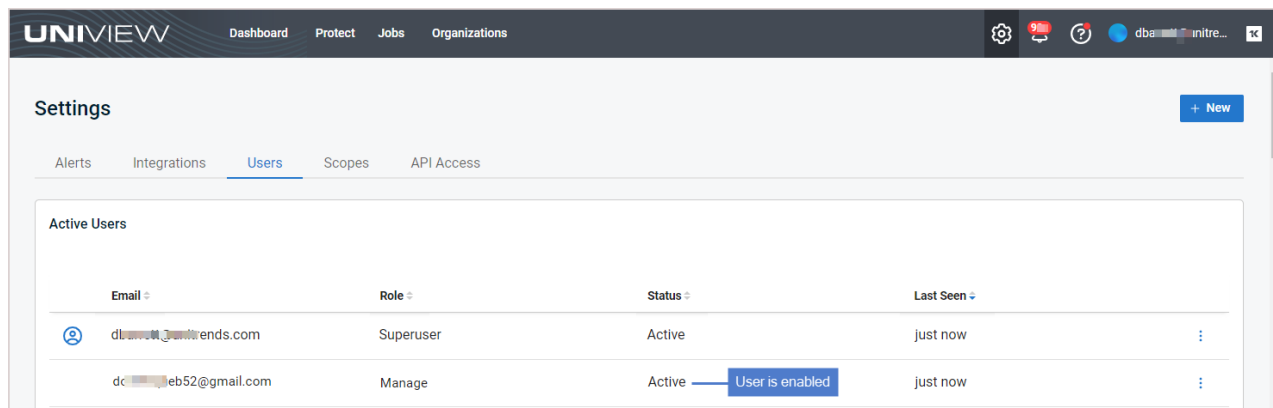 UNIVIEW Dashboard Protect Jobs Organizations
Settings
+ New
Alerts Integrations Users Scopes API Access
Active Users
Email Role Status Last Seen
Superuser Active just now
Manage Active User is enabled just now